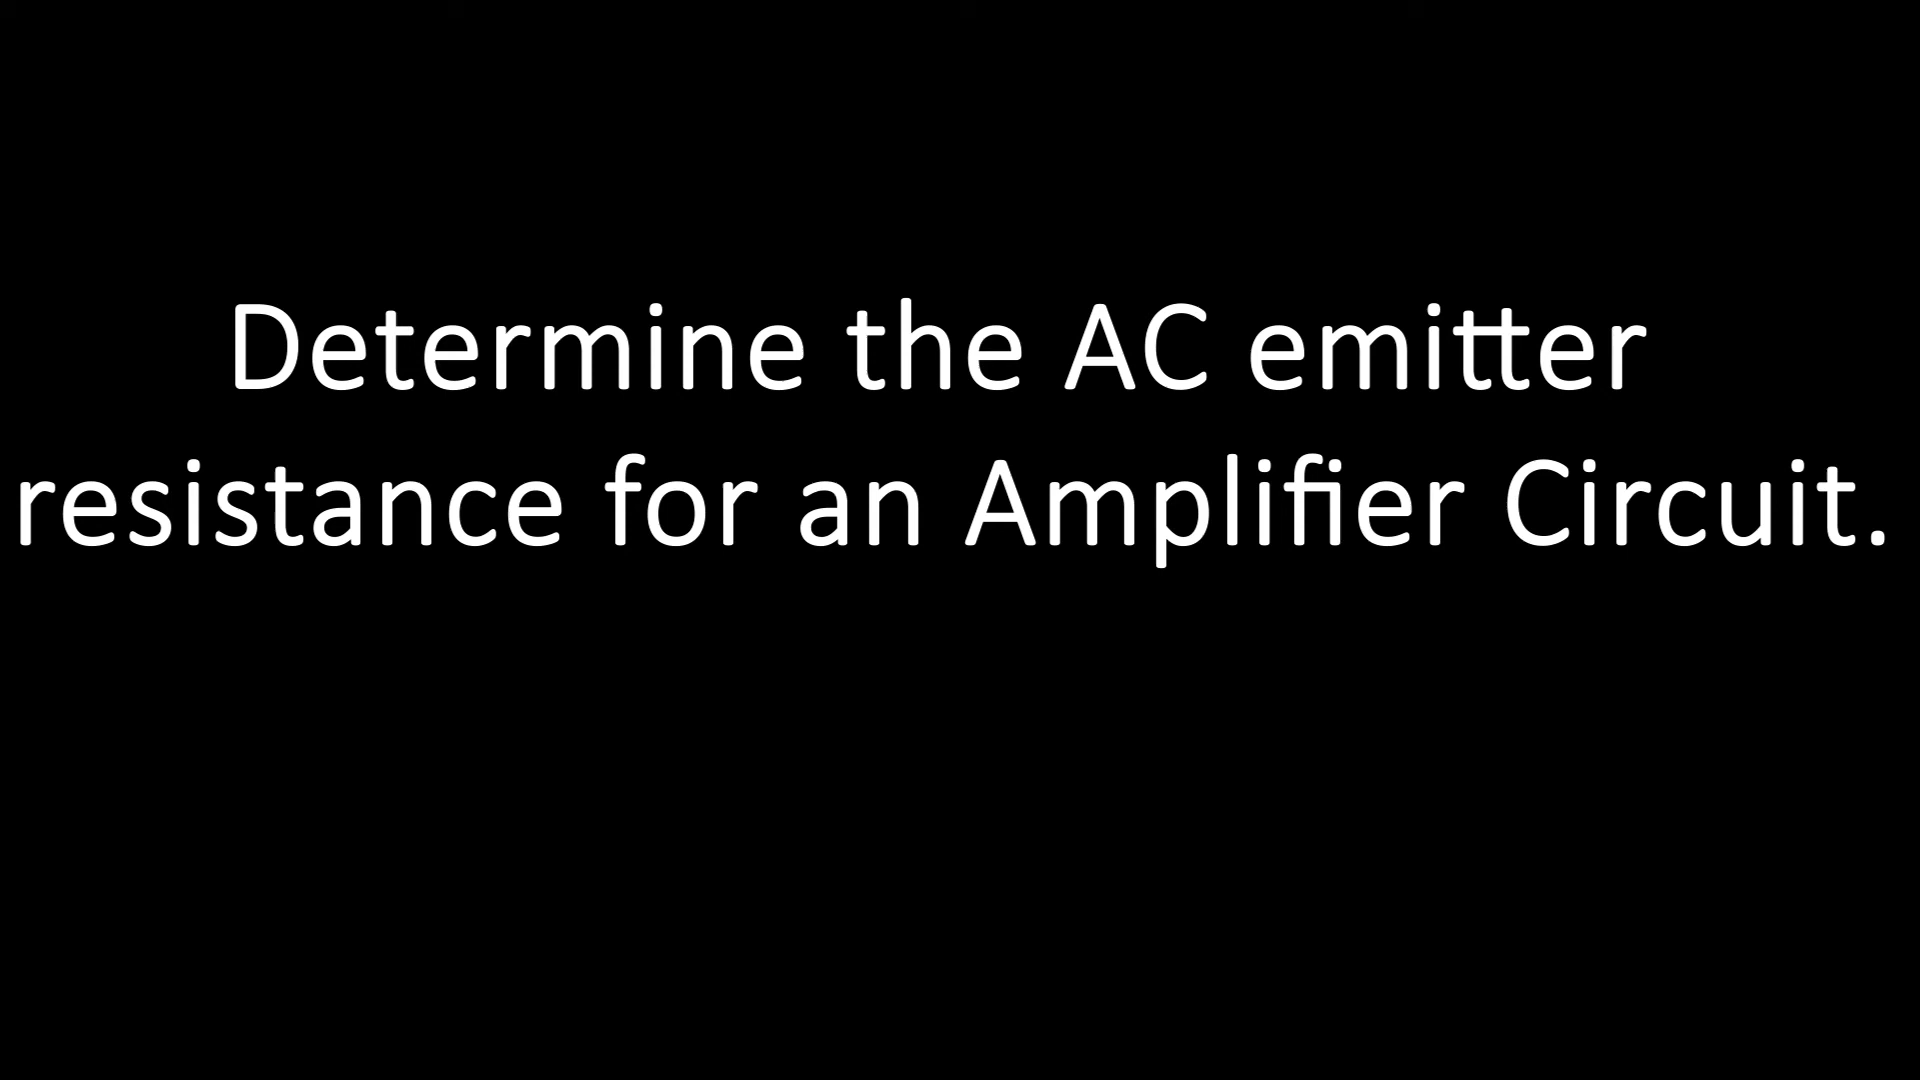 Determine the AC emitter
resistance for an Amplifier Circuit.